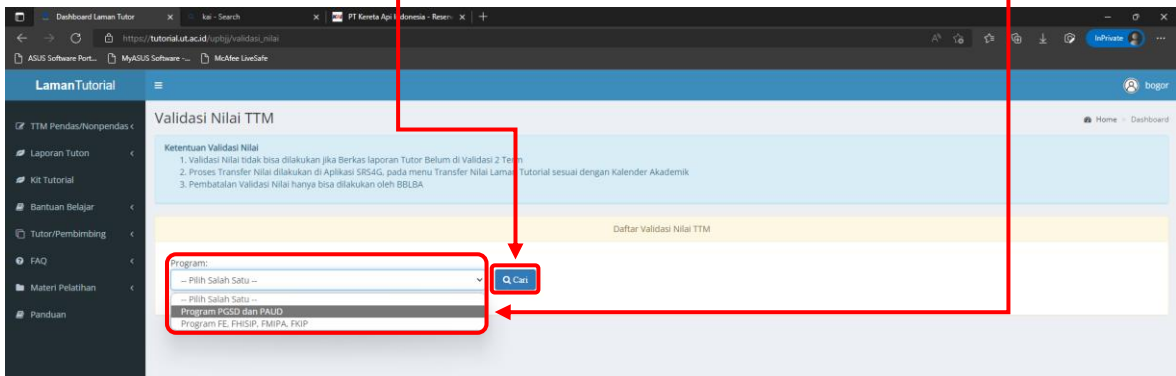 Dashboard Laman Tutor
kai - Search
PT Kereta Api Indonesia - Reserv
https://tutorial.ut.ac.id/upbjj/validasi_nilai
InPrivate
ASUS Software Port...
MyASUS Software -...
McAfee LiveSafe
LamanTutorial
bogor
Validasi Nilai TTM
Home > Dashboard
TTM Pendas/Nonpendas
Laporan Tuton
Kit Tutorial
Bantuan Belajar
Tutor/Pembimbing
FAQ
Materi Pelatihan
Panduan
Ketentuan Validasi Nilai
1. Validasi Nilai tidak bisa dilakukan jika Berkas laporan Tutor Belum di Validasi 2 Term
2. Proses Transfer Nilai dilakukan di Aplikasi SRS4G, pada menu Transfer Nilai Laman Tutorial sesuai dengan Kalender Akademik
3. Pembatalan Validasi Nilai hanya bisa dilakukan oleh BBLBA
Daftar Validasi Nilai TTM
Program:
-- Pilih Salah Satu --
Cari
-- Pilih Salah Satu --
Program PGSD dan PAUD
Program FE, FHISIP, FMIPA, FKIP